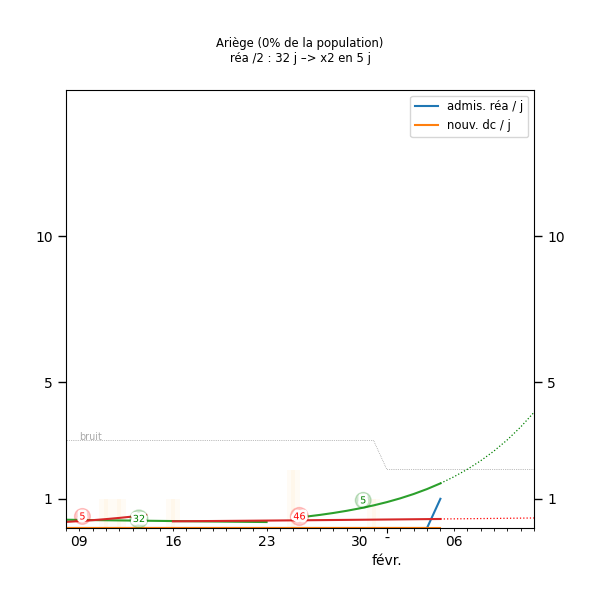 Ariège (0% de la population)
réa /2 : 32 j –> x2 en 5 j
admis. réa / j
nouv. dc / j
10 10
5 5
bruit
1 1
5 32 46 5
09 16 23 30 - 06
févr.